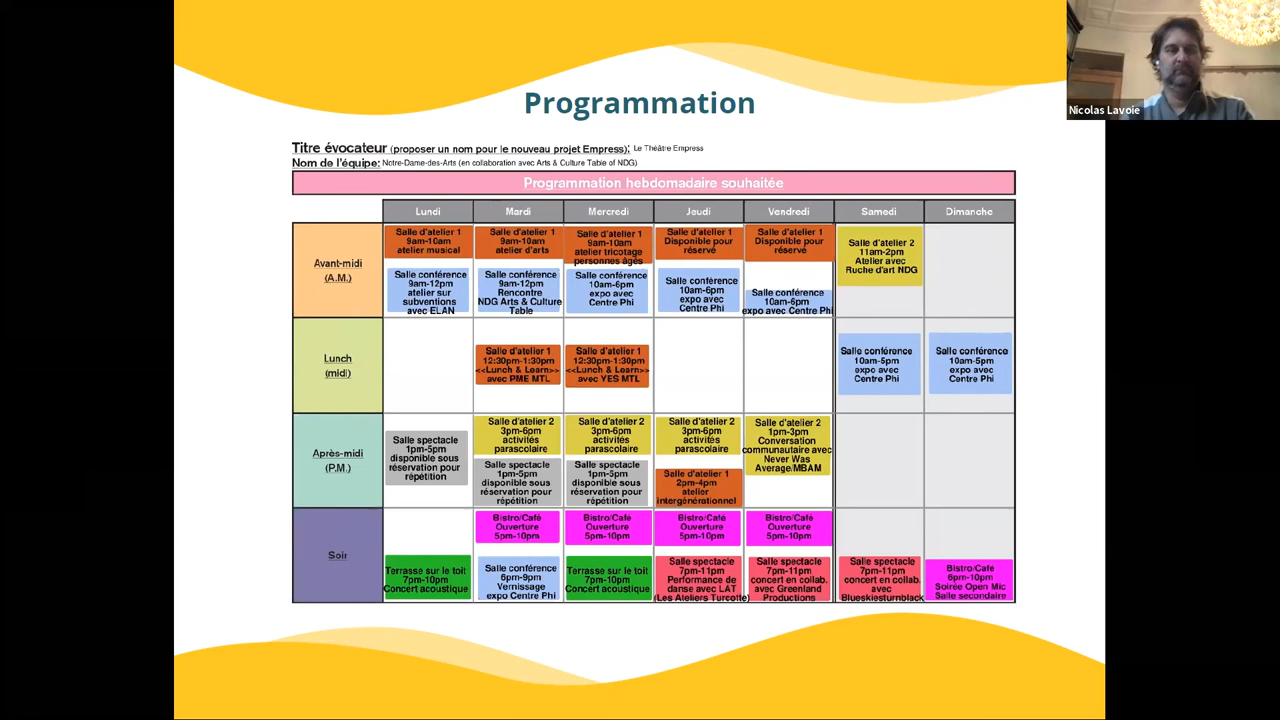 Nicolas Lavoie
Programmation
Titre évocateur (proposer un nom pour le nouveau projet Empress): Le Théâtre Empress
Nom de l'équipe: Notre-Dame-des-Arts (en collaboration avec Arts & Culture Table of NDG)
Programmation hebdomadaire souhaitée
Lundi Mardi Mercredi Jeudi Vendredi Samedi Dimanche
Avant-midi
(A.M.)
Salle d'atelier 1
9am-10am
atelier musical
Salle conférence
9am-12pm
atelier sur
subventions
avec ELAN
Salle d'atelier 1
9am-10am
atelier d'arts
Salle conférence
9am-12pm
Rencontre
NDG Arts & Culture
Table
Salle d'atelier 1
9am-10am
atelier tricotage
personnes âgés
Salle conférence
10am-6pm
expo avec
Centre Phi
Salle d'atelier 1
Disponible pour
réservé
Salle conférence
10am-6pm
expo avec
Centre Phi
Salle d'atelier 1
Disponible pour
réservé
Salle conférence
10am-6pm
expo avec Centre Phi
Salle d'atelier 2
11am-2pm
Atelier avec
Ruche d'art NDG
Lunch
(midi)
Salle d'atelier 1
12:30pm-1:30pm
<<Lunch & Learn>>
avec PME MTL
Salle d'atelier 1
12:30pm-1:30pm
<<Lunch & Learn>>
avec YES MTL
Salle conférence
10am-5pm
expo avec
Centre Phi
Salle conférence
10am-5pm
expo avec
Centre Phi
Après-midi
(P.M.)
Salle spectacle
1pm-5pm
disponible sous
réservation pour
répétition
Salle d'atelier 2
3pm-6pm
activités
parascolaire
Salle spectacle
1pm-5pm
disponible sous
réservation pour
répétition
Salle d'atelier 2
3pm-6pm
activités
parascolaire
Salle spectacle
1pm-5pm
disponible sous
réservation pour
répétition
Salle d'atelier 2
3pm-6pm
activités
parascolaire
Salle d'atelier 1
2pm-4pm
atelier
intergénérationnel
Salle d'atelier 2
1pm-3pm
Conversation
communautaire avec
Never Was
Average/MBAM
Soir
Terrasse sur le toit
7pm-10pm
Concert acoustique
Bistro/Café
Ouverture
5pm-10pm
Salle conférence
6pm-9pm
Vernissage
expo Centre Phi
Bistro/Café
Ouverture
5pm-10pm
Terrasse sur le toit
7pm-10pm
Concert acoustique
Bistro/Café
Ouverture
5pm-10pm
Salle spectacle
7pm-11pm
Performance de
danse avec LAT
(Les Ateliers Turcotte)
Bistro/Café
Ouverture
5pm-10pm
Salle spectacle
7pm-11pm
concert en collab.
avec Greenland
Productions
Salle spectacle
7pm-11pm
concert en collab.
avec
Blueskiesturnblack
Bistro/Café
6pm-10pm
Soirée Open Mic
Salle secondaire